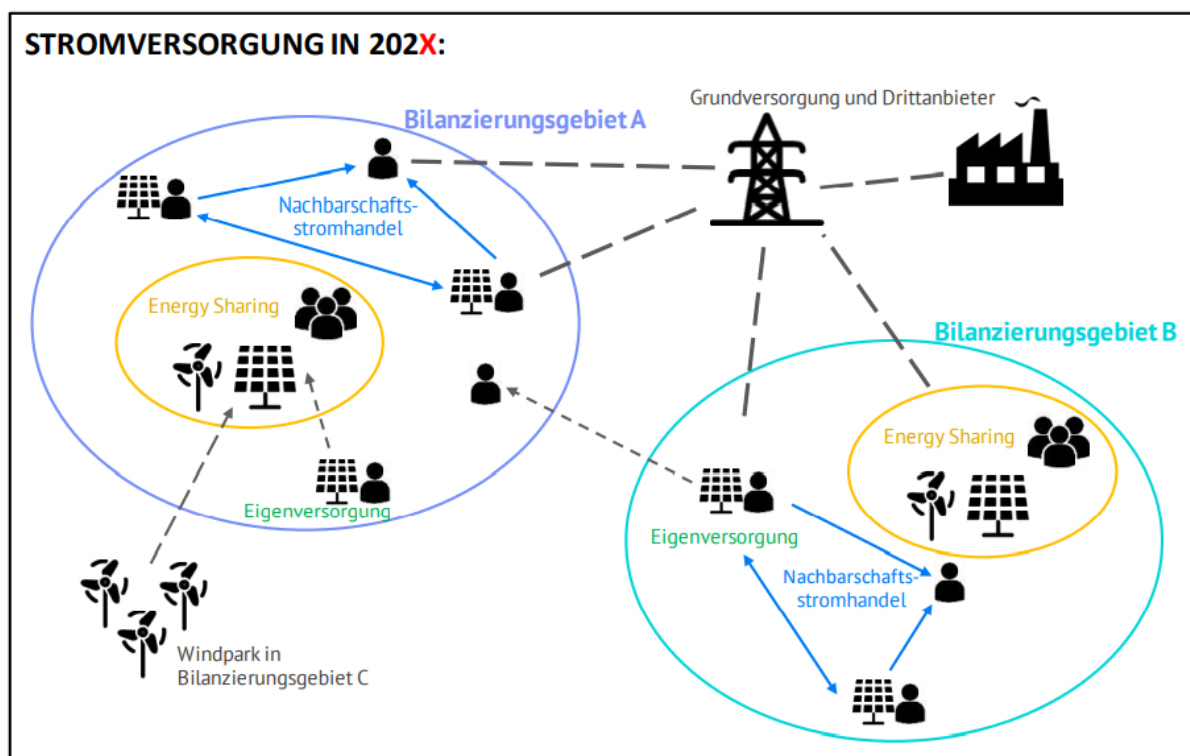 STROMVERSORGUNG IN 202X:
Grundversorgung und Drittanbieter
Bilanzierungsgebiet A
Nachbarschafts-
stromhandel
Energy Sharing
Eigenversorgung
Windpark in
Bilanzierungsgebiet C
Bilanzierungsgebiet B
Energy Sharing
Eigenversorgung
Nachbarschafts-
stromhandel